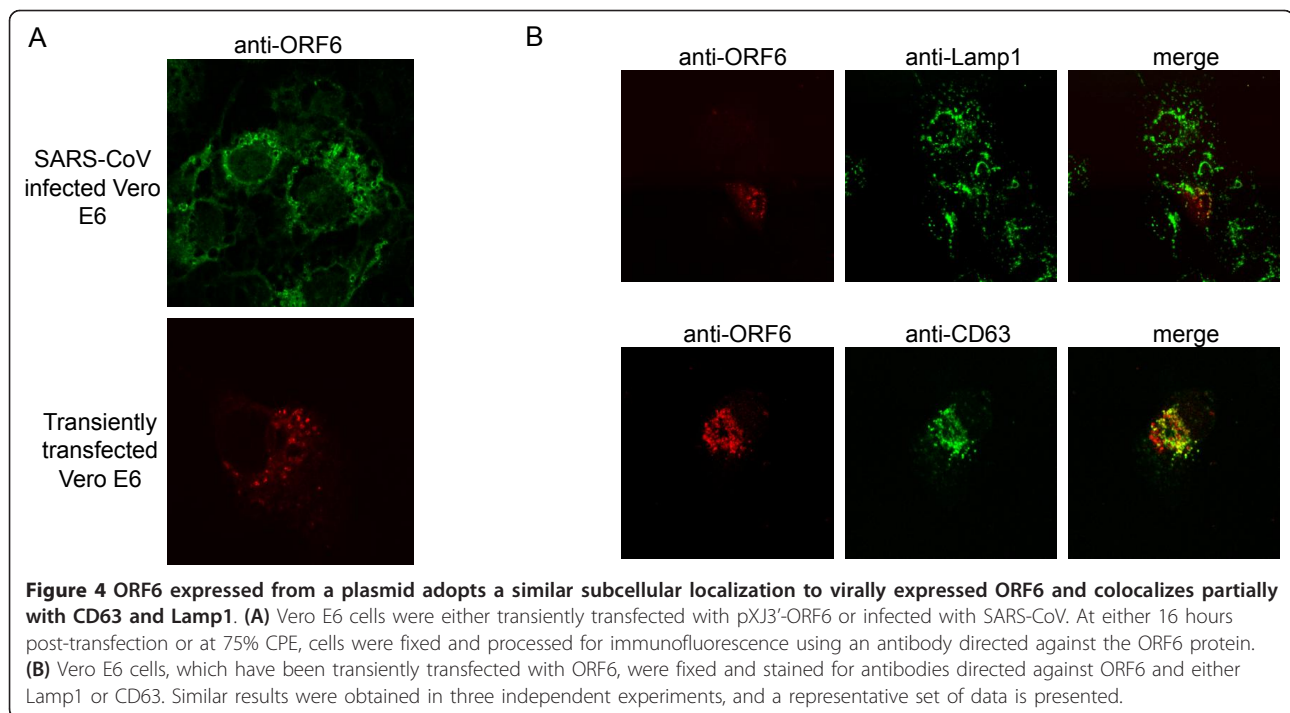 A
anti-ORF6
SARS-CoV
infected Vero
E6
Transiently
transfected
Vero E6
B
anti-ORF6
anti-Lamp1
merge
anti-ORF6
anti-CD63
merge
Figure 4 ORF6 expressed from a plasmid adopts a similar subcellular localization to virally expressed ORF6 and colocalizes partially
with CD63 and Lamp1. (A) Vero E6 cells were either transiently transfected with pXJ3’-ORF6 or infected with SARS-CoV. At either 16 hours
post-transfection or at 75% CPE, cells were fixed and processed for immunofluorescence using an antibody directed against the ORF6 protein.
(B) Vero E6 cells, which have been transiently transfected with ORF6, were fixed and stained for antibodies directed against ORF6 and either
Lamp1 or CD63. Similar results were obtained in three independent experiments, and a representative set of data is presented.